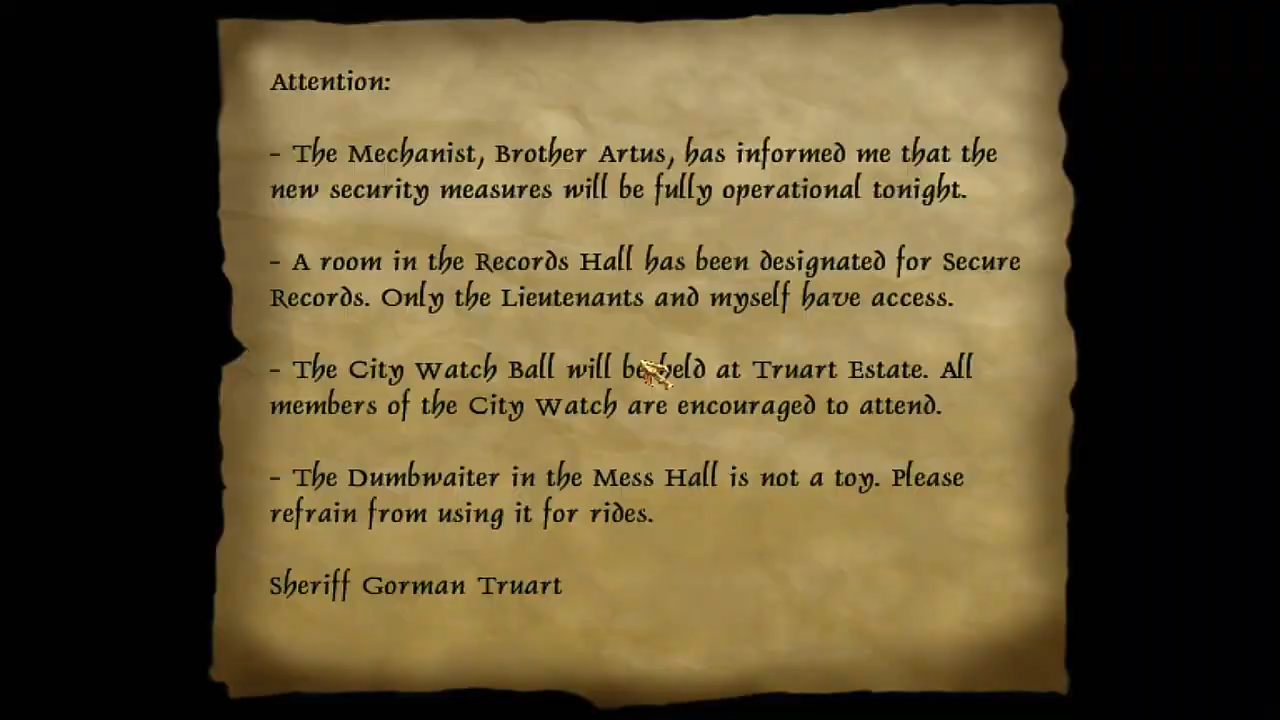 Attention:
- The Mechanist, Brother Artus, has informed me that the
new security measures will be fully operational tonight.
- A room in the Records Hall has been designated for Secure
Records. Only the Lieutenants and myself have access.
- The City Watch Ball will be held at Truart Estate. All
members of the City Watch are encouraged to attend.
- The Dumbwaiter in the Mess Hall is not a toy. Please
refrain from using it for rides.
Sheriff Gorman Truart